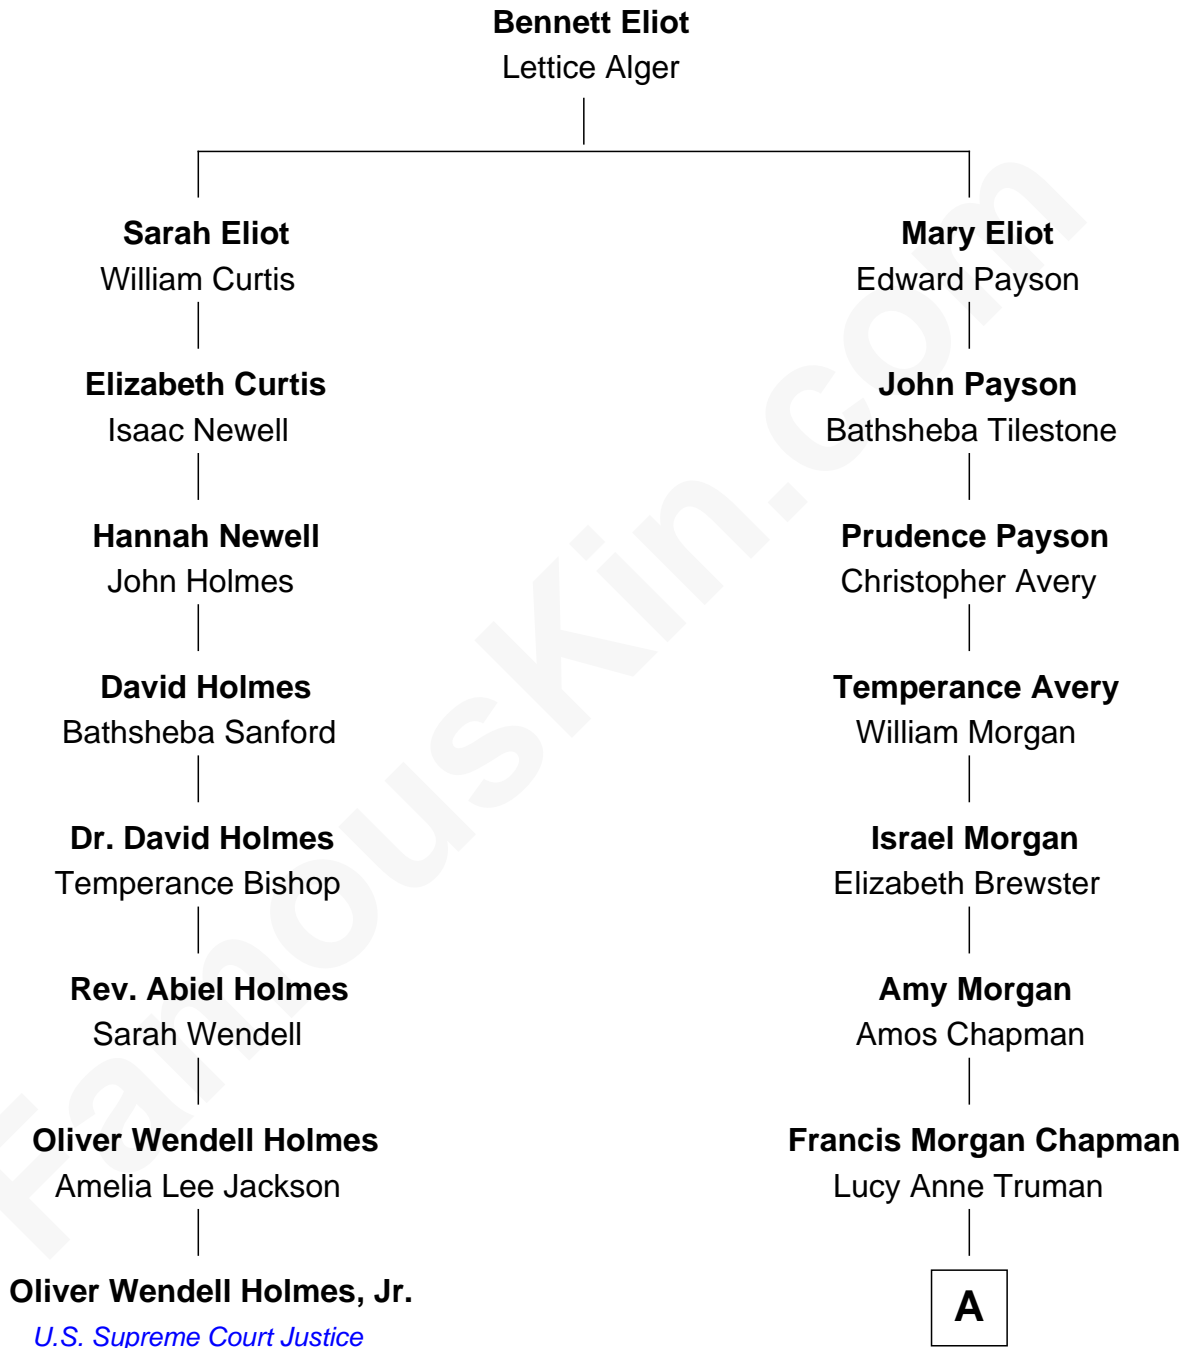 Bennett Eliot
Lettice Alger
Sarah Eliot
William Curtis
Mary Eliot
Edward Payson
Elizabeth Curtis
Isaac Newell
John Payson
Bathsheba Tilestone
Hannah Newell
John Holmes
Prudence Payson
Christopher Avery
David Holmes
Bathsheba Sanford
Temperance Avery
William Morgan
Dr. David Holmes
Temperance Bishop
Israel Morgan
Elizabeth Brewster
Rev. Abiel Holmes
Sarah Wendell
Amy Morgan
Amos Chapman
Oliver Wendell Holmes
Amelia Lee Jackson
Francis Morgan Chapman
Lucy Anne Truman
Oliver Wendell Holmes, Jr.
U.S. Supreme Court Justice
A
FamousKin.com